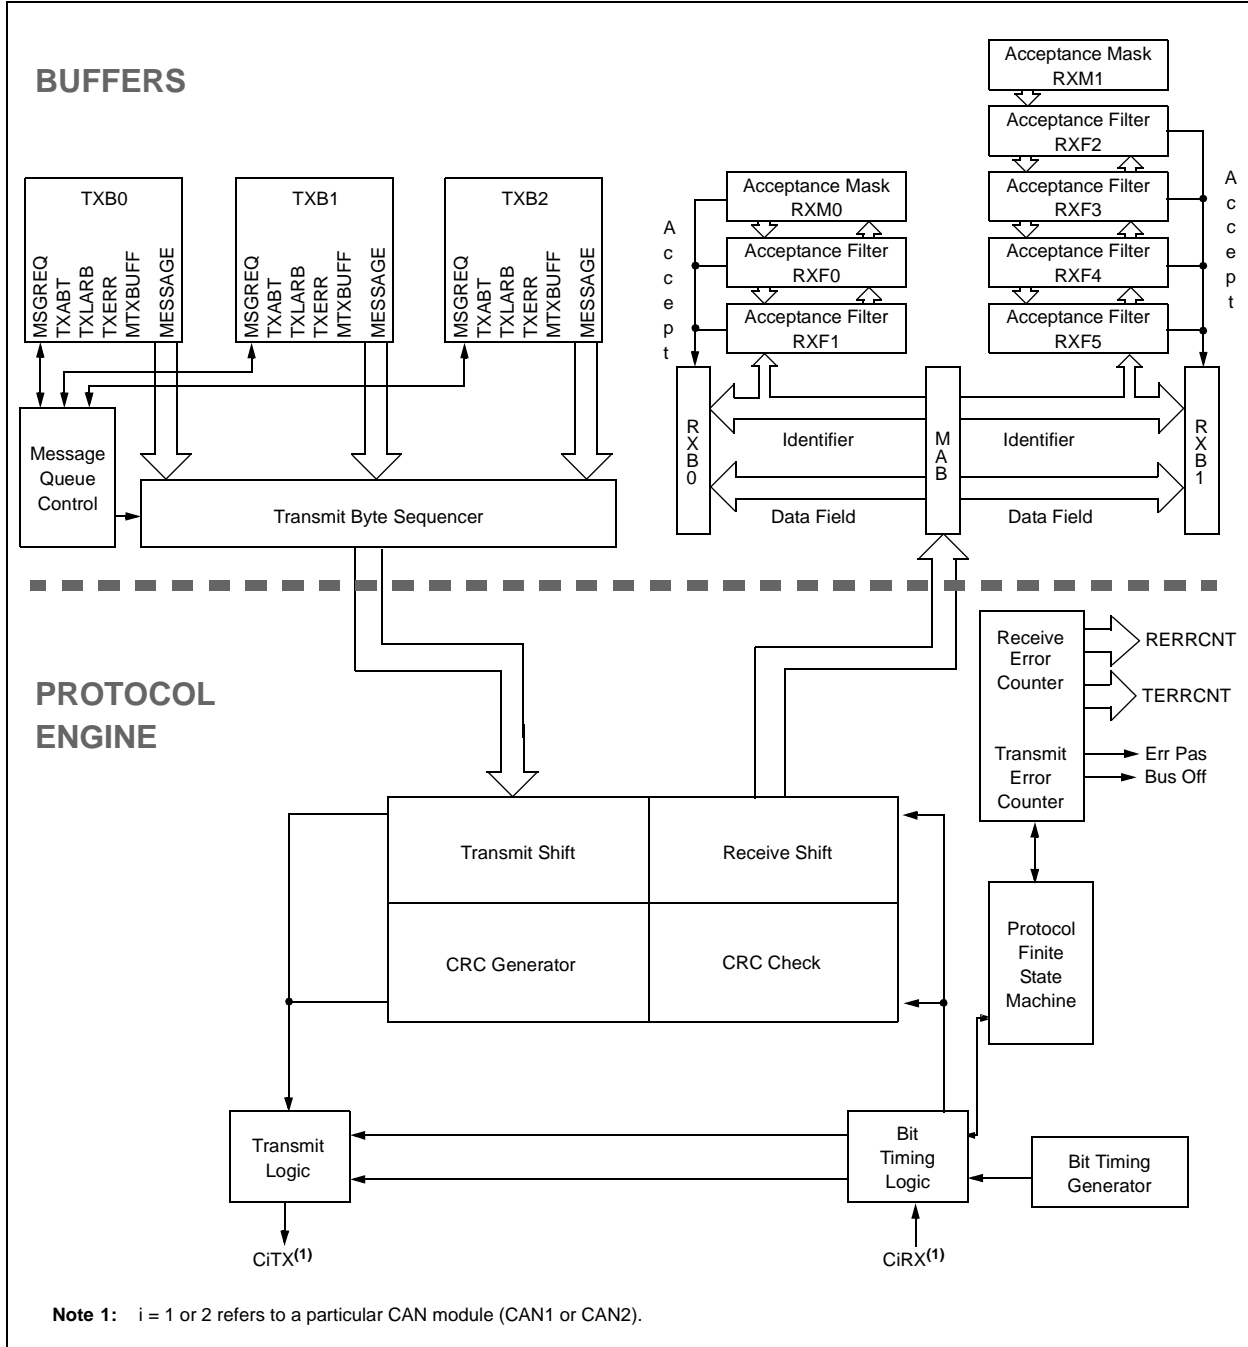 BUFFERS
Acceptance Mask
RXM1
Acceptance Filter
RXF2
Acceptance Filter
RXF3
Acceptance Filter
RXF4
Acceptance Filter
RXF5
Accept
Acceptance Mask
RXM0
Acceptance Filter
RXF0
Acceptance Filter
RXF1
Accept
TXB0
MSGREQ
TXABT
TXLARB
TXERR
MTXBUFF
MESSAGE
TXB1
MSGREQ
TXABT
TXLARB
TXERR
MTXBUFF
MESSAGE
TXB2
MSGREQ
TXABT
TXLARB
TXERR
MTXBUFF
MESSAGE
Message
Queue
Control
Transmit Byte Sequencer
RXB0
Identifier
Data Field
MAB
Identifier
Data Field
RXB1
PROTOCOL
ENGINE
Receive
Error
Counter
Transmit
Error
Counter
RERRCNT
TERRCNT
Err Pas
Bus Off
Transmit Shift
Receive Shift
CRC Generator
CRC Check
Protocol
Finite
State
Machine
Transmit
Logic
Bit
Timing
Logic
Bit Timing
Generator
CiTX(1)
CiRX(1)
Note 1: i = 1 or 2 refers to a particular CAN module (CAN1 or CAN2).